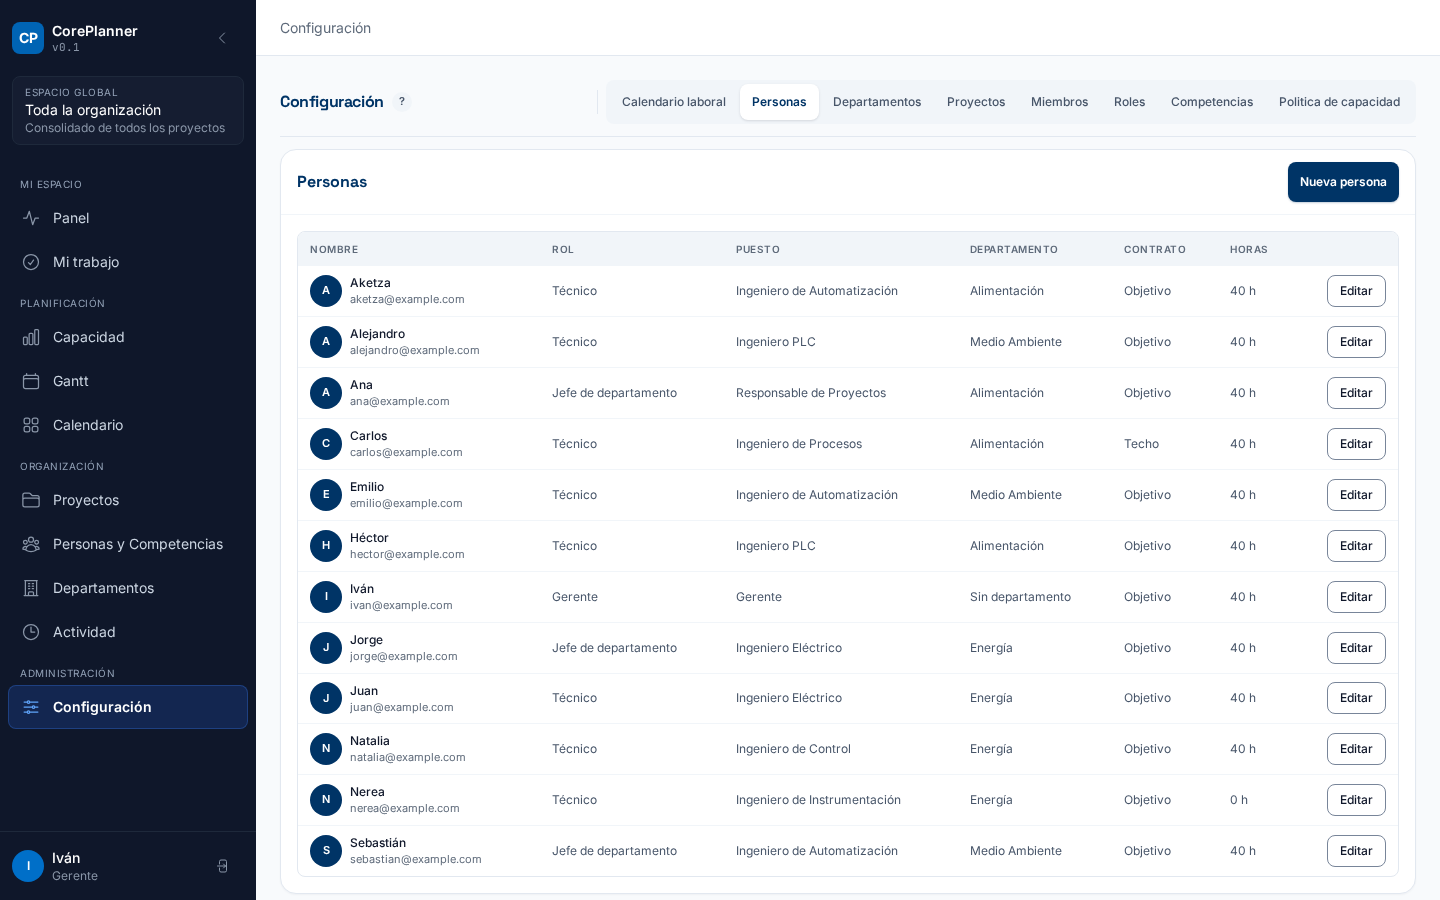 CP
CorePlanner
v0.1
ESPACIO GLOBAL
Toda la organización
Consolidado de todos los proyectos
MI ESPACIO
Panel
Mi trabajo
PLANIFICACIÓN
Capacidad
Gantt
Calendario
ORGANIZACIÓN
Proyectos
Personas y Competencias
Departamentos
Actividad
ADMINISTRACIÓN
Configuración
I
Iván
Gerente
Configuración
Configuración ?
Calendario laboral Personas Departamentos Proyectos Miembros Roles Competencias Politica de capacidad
Personas
Nueva persona
NOMBRE ROL PUESTO DEPARTAMENTO CONTRATO HORAS
A Aketza Técnico Ingeniero de Automatización Alimentación Objetivo 40 h Editar
aketza@example.com
A Alejandro Técnico Ingeniero PLC Medio Ambiente Objetivo 40 h Editar
alejandro@example.com
A Ana Jefe de departamento Responsable de Proyectos Alimentación Objetivo 40 h Editar
ana@example.com
C Carlos Técnico Ingeniero de Procesos Alimentación Techo 40 h Editar
carlos@example.com
E Emilio Técnico Ingeniero de Automatización Medio Ambiente Objetivo 40 h Editar
emilio@example.com
H Héctor Técnico Ingeniero PLC Alimentación Objetivo 40 h Editar
hector@example.com
I Iván Gerente Gerente Sin departamento Objetivo 40 h Editar
ivan@example.com
J Jorge Jefe de departamento Ingeniero Eléctrico Energía Objetivo 40 h Editar
jorge@example.com
J Juan Técnico Ingeniero Eléctrico Energía Objetivo 40 h Editar
juan@example.com
N Natalia Técnico Ingeniero de Control Energía Objetivo 40 h Editar
natalia@example.com
N Nerea Técnico Ingeniero de Instrumentación Energía Objetivo 0 h Editar
nerea@example.com
S Sebastián Jefe de departamento Ingeniero de Automatización Medio Ambiente Objetivo 40 h Editar
sebastian@example.com